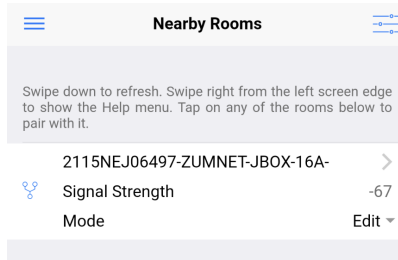 Nearby Rooms
Swipe down to refresh. Swipe right from the left screen edge
to show the Help menu. Tap on any of the rooms below to
pair with it.
2115NEJ06497-ZUMNET-JBOX-16A-
Signal Strength -67
Mode Edit